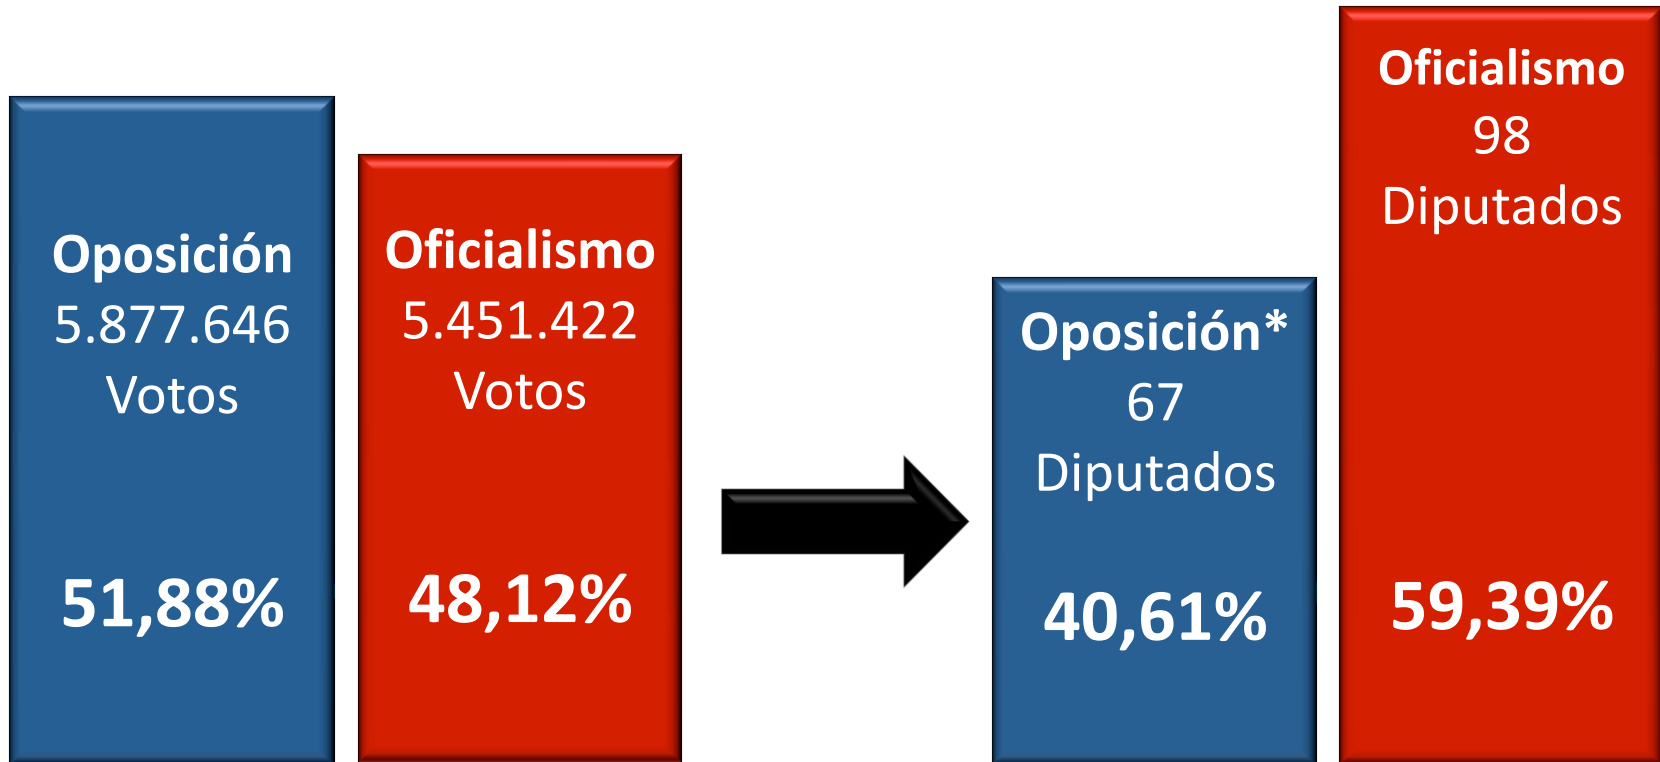 Oposición
5.877.646
Votos
51,88%
Oficialismo
5.451.422
Votos
48,12%
Oposición*
67
Diputados
40,61%
Oficialismo
98
Diputados
59,39%